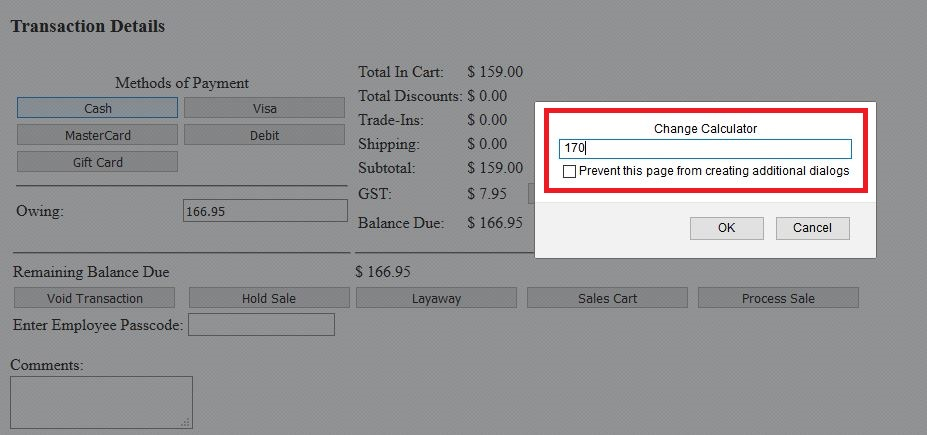 Transaction Details
Methods of Payment
Cash
Visa
MasterCard
Debit
Gift Card
Owing:
166.95
Total In Cart: $ 159.00
Total Discounts: $ 0.00
Trade-Ins: $ 0.00
Shipping: $ 0.00
Subtotal: $ 159.00
GST: $ 7.95
Balance Due: $ 166.95
Change Calculator
170
Prevent this page from creating additional dialogs
OK
Cancel
Remaining Balance Due $ 166.95
Void Transaction
Hold Sale
Layaway
Sales Cart
Process Sale
Enter Employee Passcode:
Comments: